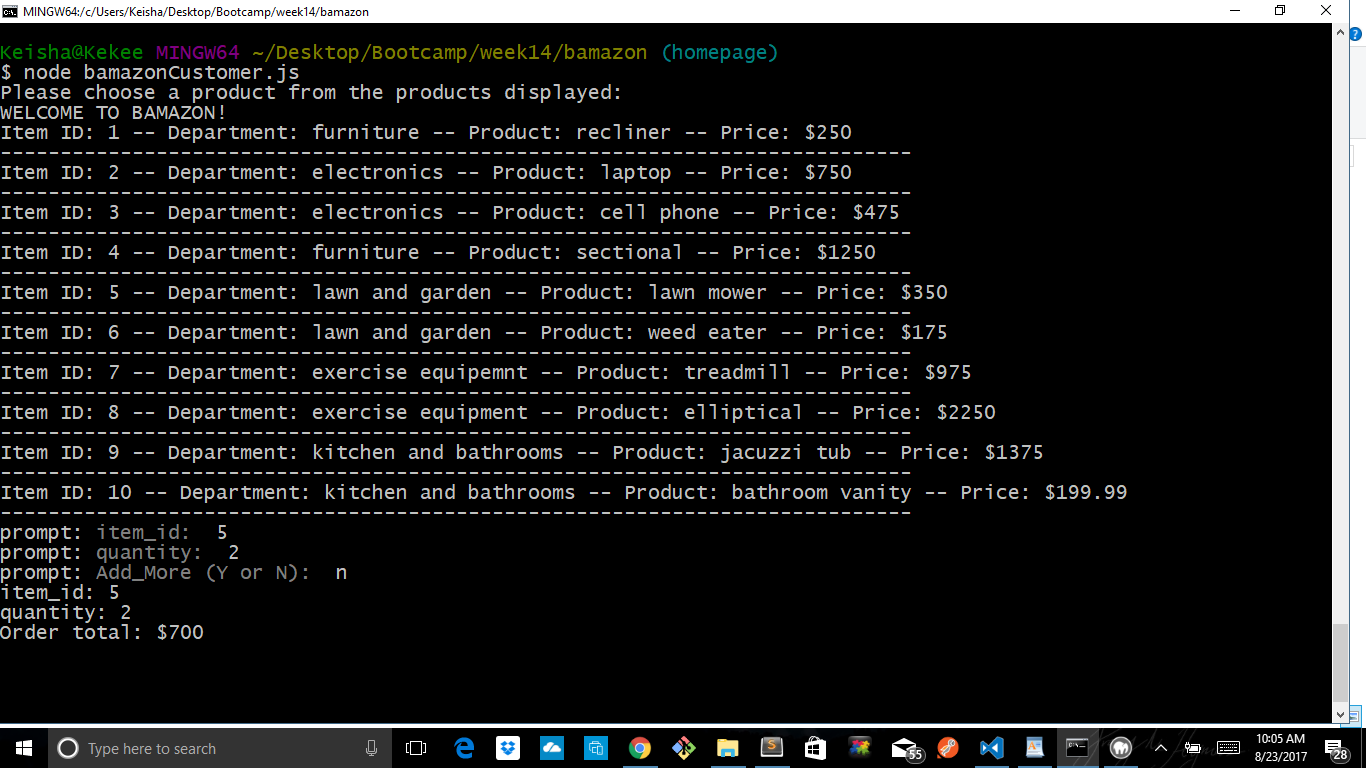 MINGW64:/c/Users/Keisha/Desktop/Bootcamp/week14/bamazon
Keisha@Kekee MINGW64 ~/Desktop/Bootcamp/week14/bamazon (homepage)
$ node bamazonCustomer.js
Please choose a product from the products displayed:
WELCOME TO BAMAZON!
Item ID: 1 -- Department: furniture -- Product: recliner -- Price: $250
----------------------------------------------------------------------------
Item ID: 2 -- Department: electronics -- Product: laptop -- Price: $750
----------------------------------------------------------------------------
Item ID: 3 -- Department: electronics -- Product: cell phone -- Price: $475
----------------------------------------------------------------------------
Item ID: 4 -- Department: furniture -- Product: sectional -- Price: $1250
----------------------------------------------------------------------------
Item ID: 5 -- Department: lawn and garden -- Product: lawn mower -- Price: $350
----------------------------------------------------------------------------
Item ID: 6 -- Department: lawn and garden -- Product: weed eater -- Price: $175
----------------------------------------------------------------------------
Item ID: 7 -- Department: exercise equipemnt -- Product: treadmill -- Price: $975
----------------------------------------------------------------------------
Item ID: 8 -- Department: exercise equipment -- Product: elliptical -- Price: $2250
----------------------------------------------------------------------------
Item ID: 9 -- Department: kitchen and bathrooms -- Product: jacuzzi tub -- Price: $1375
----------------------------------------------------------------------------
Item ID: 10 -- Department: kitchen and bathrooms -- Product: bathroom vanity -- Price: $199.99
----------------------------------------------------------------------------
prompt: item_id:  5
prompt: quantity:  2
prompt: Add_More (Y or N):  n
item_id: 5
quantity: 2
Order total: $700
Type here to search
55
10:05 AM
8/23/2017
28